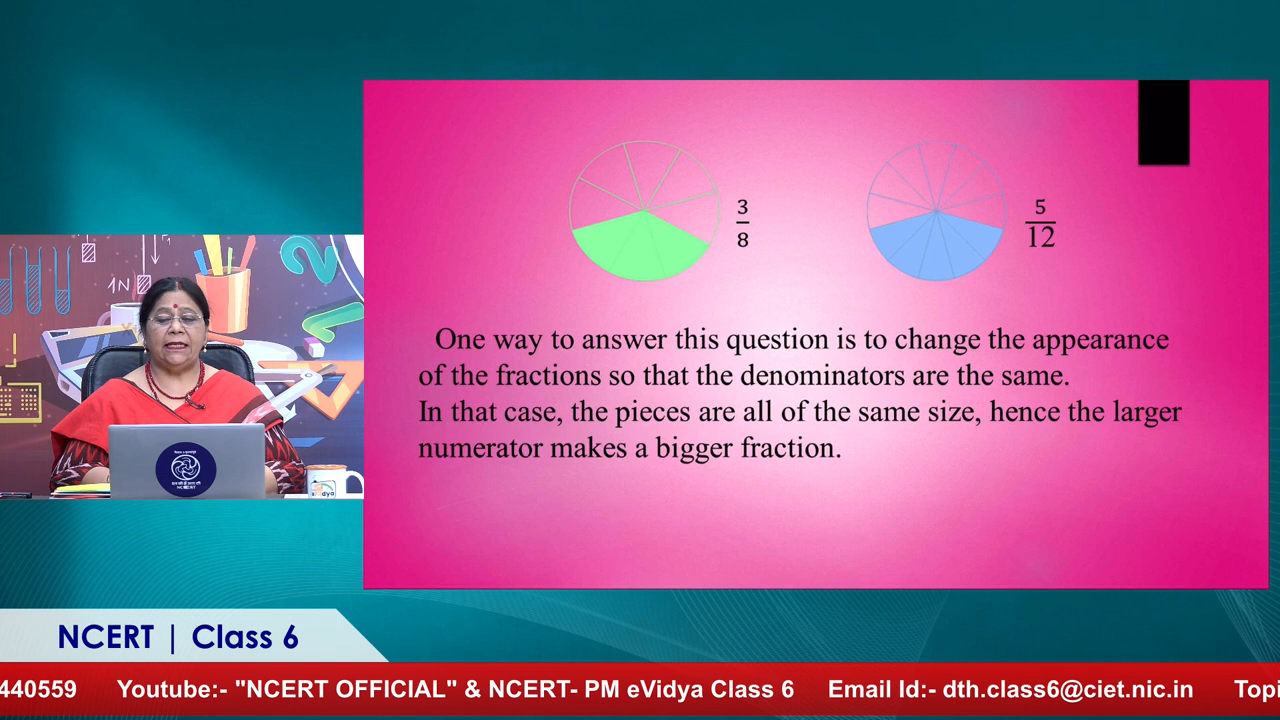 3
8
5
12
One way to answer this question is to change the appearance
of the fractions so that the denominators are the same.
In that case, the pieces are all of the same size, hence the larger
numerator makes a bigger fraction.
1N
NCERT | Class 6
440559 Youtube:- "NCERT OFFICIAL" & NCERT- PM eVidya Class 6 Email Id:- dth.class6@ciet.nic.in Topi